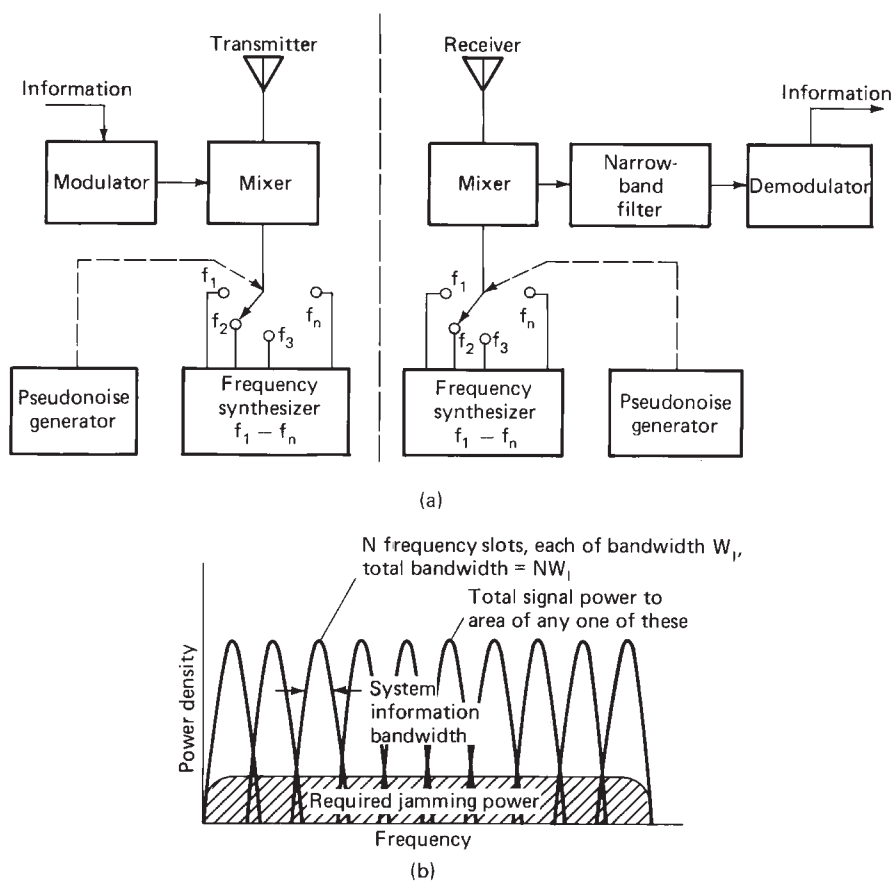 Transmitter
Receiver
Information
Information
Modulator
Mixer
Mixer
Narrow-
band
filter
Demodulator
f1
f2
f3
fn
f1
f2
f3
fn
Pseudonoise
generator
Frequency
synthesizer
f1 – fn
Frequency
synthesizer
f1 – fn
Pseudonoise
generator
(a)
N frequency slots, each of bandwidth WI,
total bandwidth = NWI
Total signal power to
area of any one of these
System
information
bandwidth
Power density
Required jamming power
Frequency
(b)